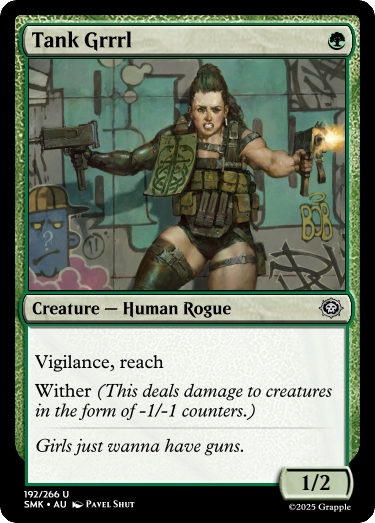 Tank Grrrl
Creature — Human Rogue
BOB
Vigilance, reach
Wither (This deals damage to creatures
in the form of -1/-1 counters.)
Girls just wanna have guns.
1/2
192/266 U
SMK • AU Pavel Shut
©2025 Grapple